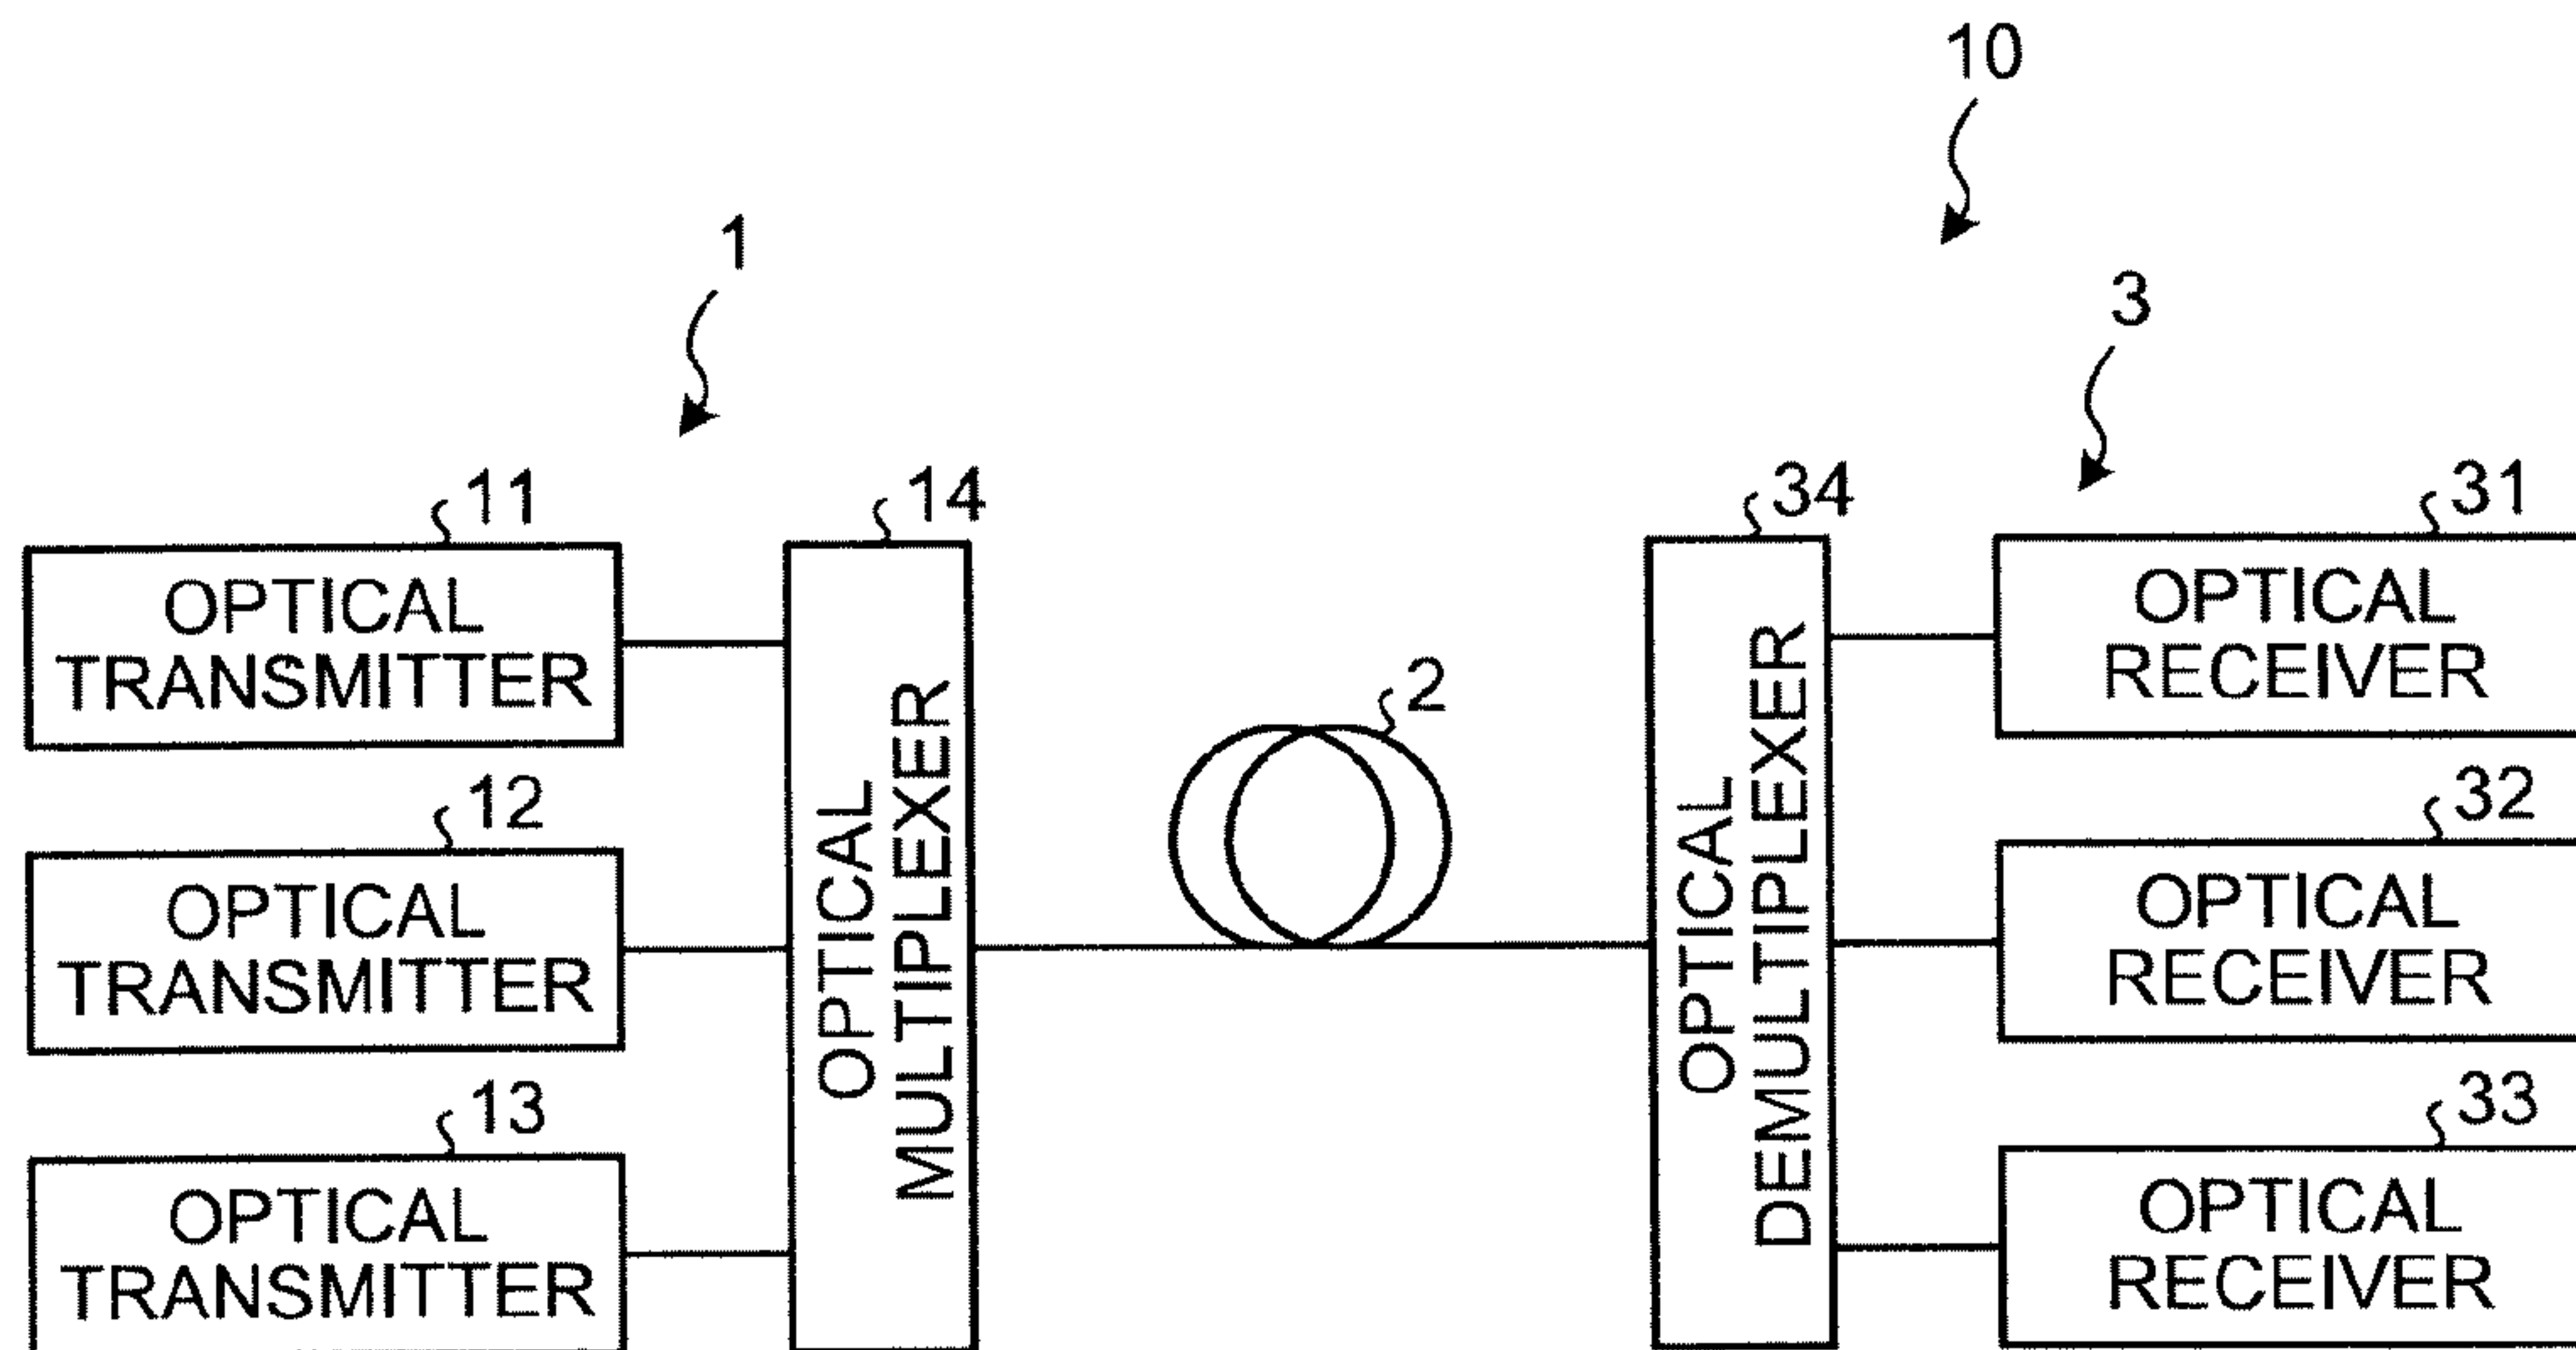 10
1
3
11
14
34
31
OPTICAL
TRANSMITTER
OPTICAL
MULTIPLEXER
2
OPTICAL
DEMULTIPLEXER
OPTICAL
RECEIVER
12
OPTICAL
TRANSMITTER
32
OPTICAL
RECEIVER
13
OPTICAL
TRANSMITTER
33
OPTICAL
RECEIVER